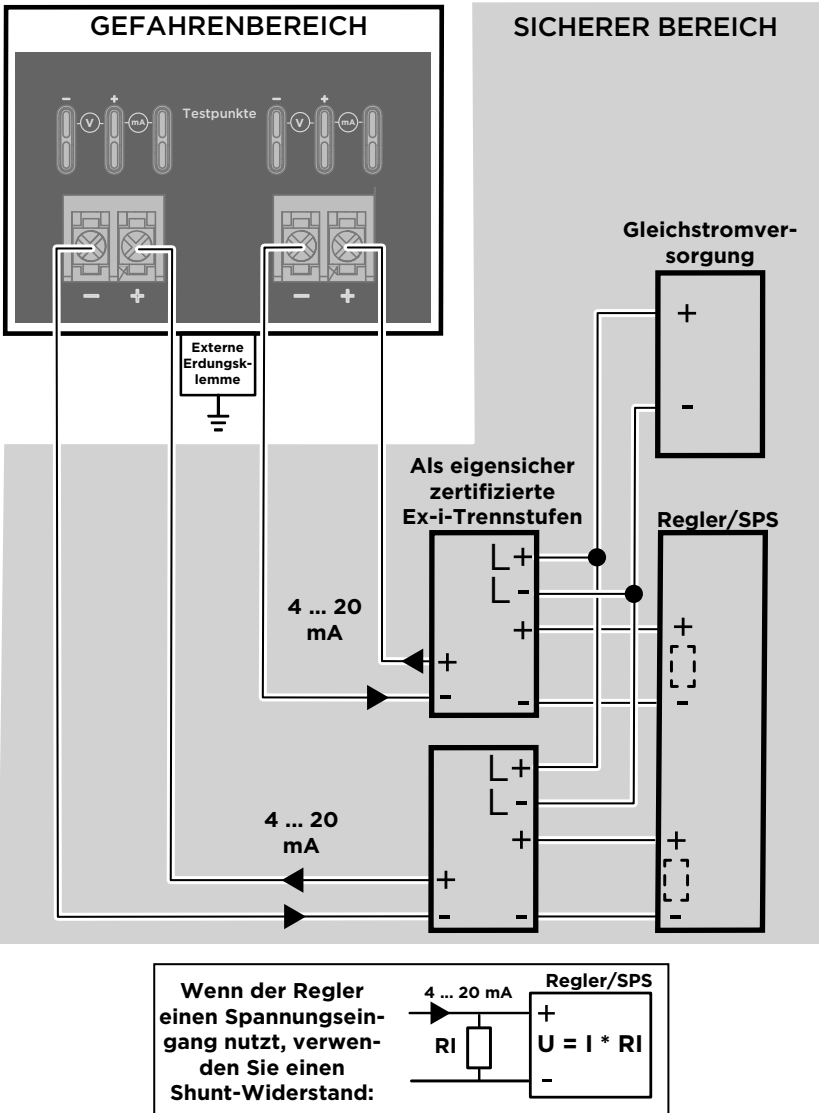 GEFAHRENBEREICH
SICHERER BEREICH
- + - +
V mA Testpunkte V mA
- + - +
Externe
Erdungsk-
lemme
Gleichstromver-
sorgung
+
-
Als eigensicher
zertifizierte
Ex-i-Trennstufen
Regler/SPS
L+
L-
+
4 ... 20
mA
+
-
-
+
-
L+
L-
+
4 ... 20
mA
+
-
-
+
-
Wenn der Regler
einen Spannungsein-
gang nutzt, verwen-
den Sie einen
Shunt-Widerstand:
4 ... 20 mA
RI
Regler/SPS
+
U = I * RI
-